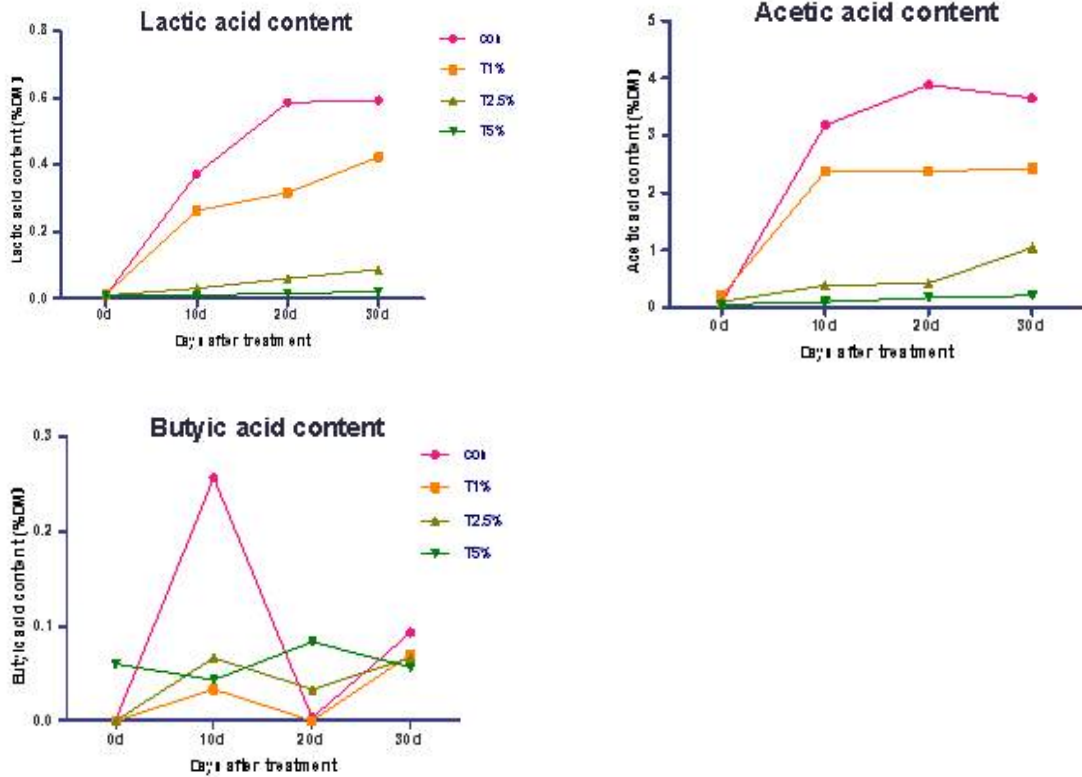 Lactic acid content
0.8
0.6
0.4
0.2
0.0
Lactic acid content (%DM)
0d
10d
20d
30d
Days after treatment
con
T1%
T2.5%
T5%
Acetic acid content
5
4
3
2
1
0
Acetic acid content (%DM)
0d
10d
20d
30d
Days after treatment
Butyic acid content
0.3
0.2
0.1
0.0
Butyic acid content (%DM)
0d
10d
20d
30d
Days after treatment
con
T1%
T2.5%
T5%